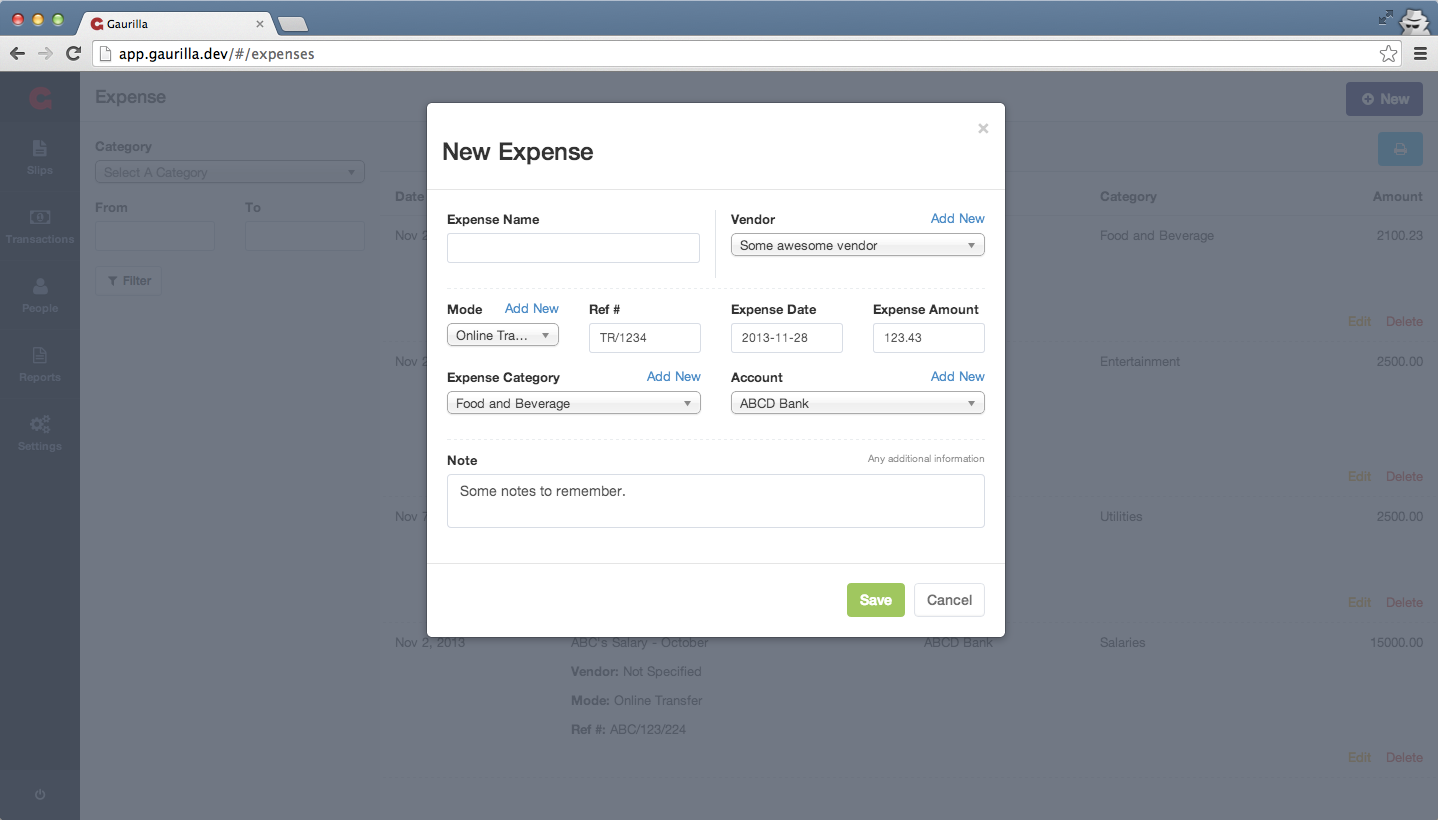 Gaurilla
app.gaurilla.dev/#/expenses
Expense
New
Slips
Transactions
People
Reports
Settings
Category
Select A Category
From To
Filter
Date Category Amount
Nov 2 Food and Beverage 2100.23
Edit Delete
Nov 2 Entertainment 2500.00
Edit Delete
Nov 7 Utilities 2500.00
Edit Delete
Nov 2, 2013 ABC's Salary - October ABCD Bank Salaries 15000.00
Vendor: Not Specified
Mode: Online Transfer
Ref #: ABC/123/224
Edit Delete
New Expense
Expense Name Vendor Add New
Some awesome vendor
Mode Add New Ref # Expense Date Expense Amount
Online Tra... TR/1234 2013-11-28 123.43
Expense Category Add New Account Add New
Food and Beverage ABCD Bank
Note Any additional information
Some notes to remember.
Save Cancel